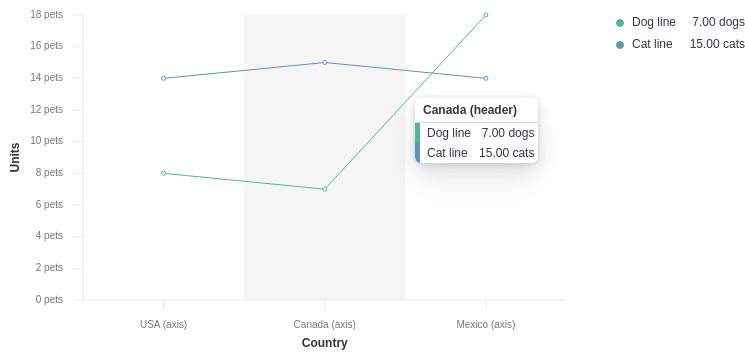 18 pets
16 pets
14 pets
12 pets
10 pets
8 pets
6 pets
4 pets
2 pets
0 pets
Units
USA (axis)
Canada (axis)
Mexico (axis)
Country
Canada (header)
Dog line 7.00 dogs
Cat line 15.00 cats
Dog line 7.00 dogs
Cat line 15.00 cats